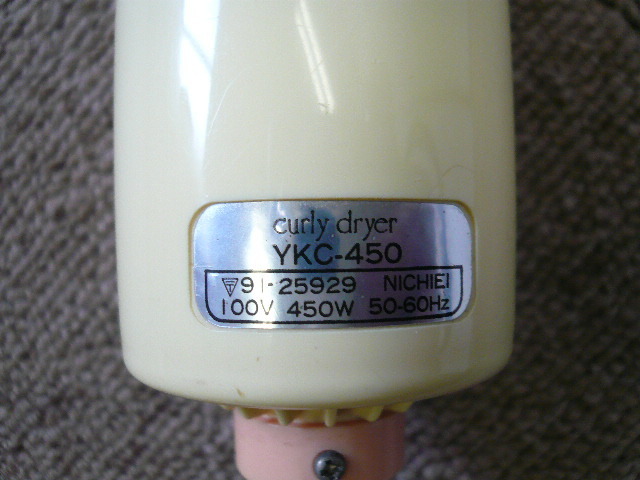 curly dryer
YKC-450
91-25929 NICHIEI
100V 450W 50-60Hz